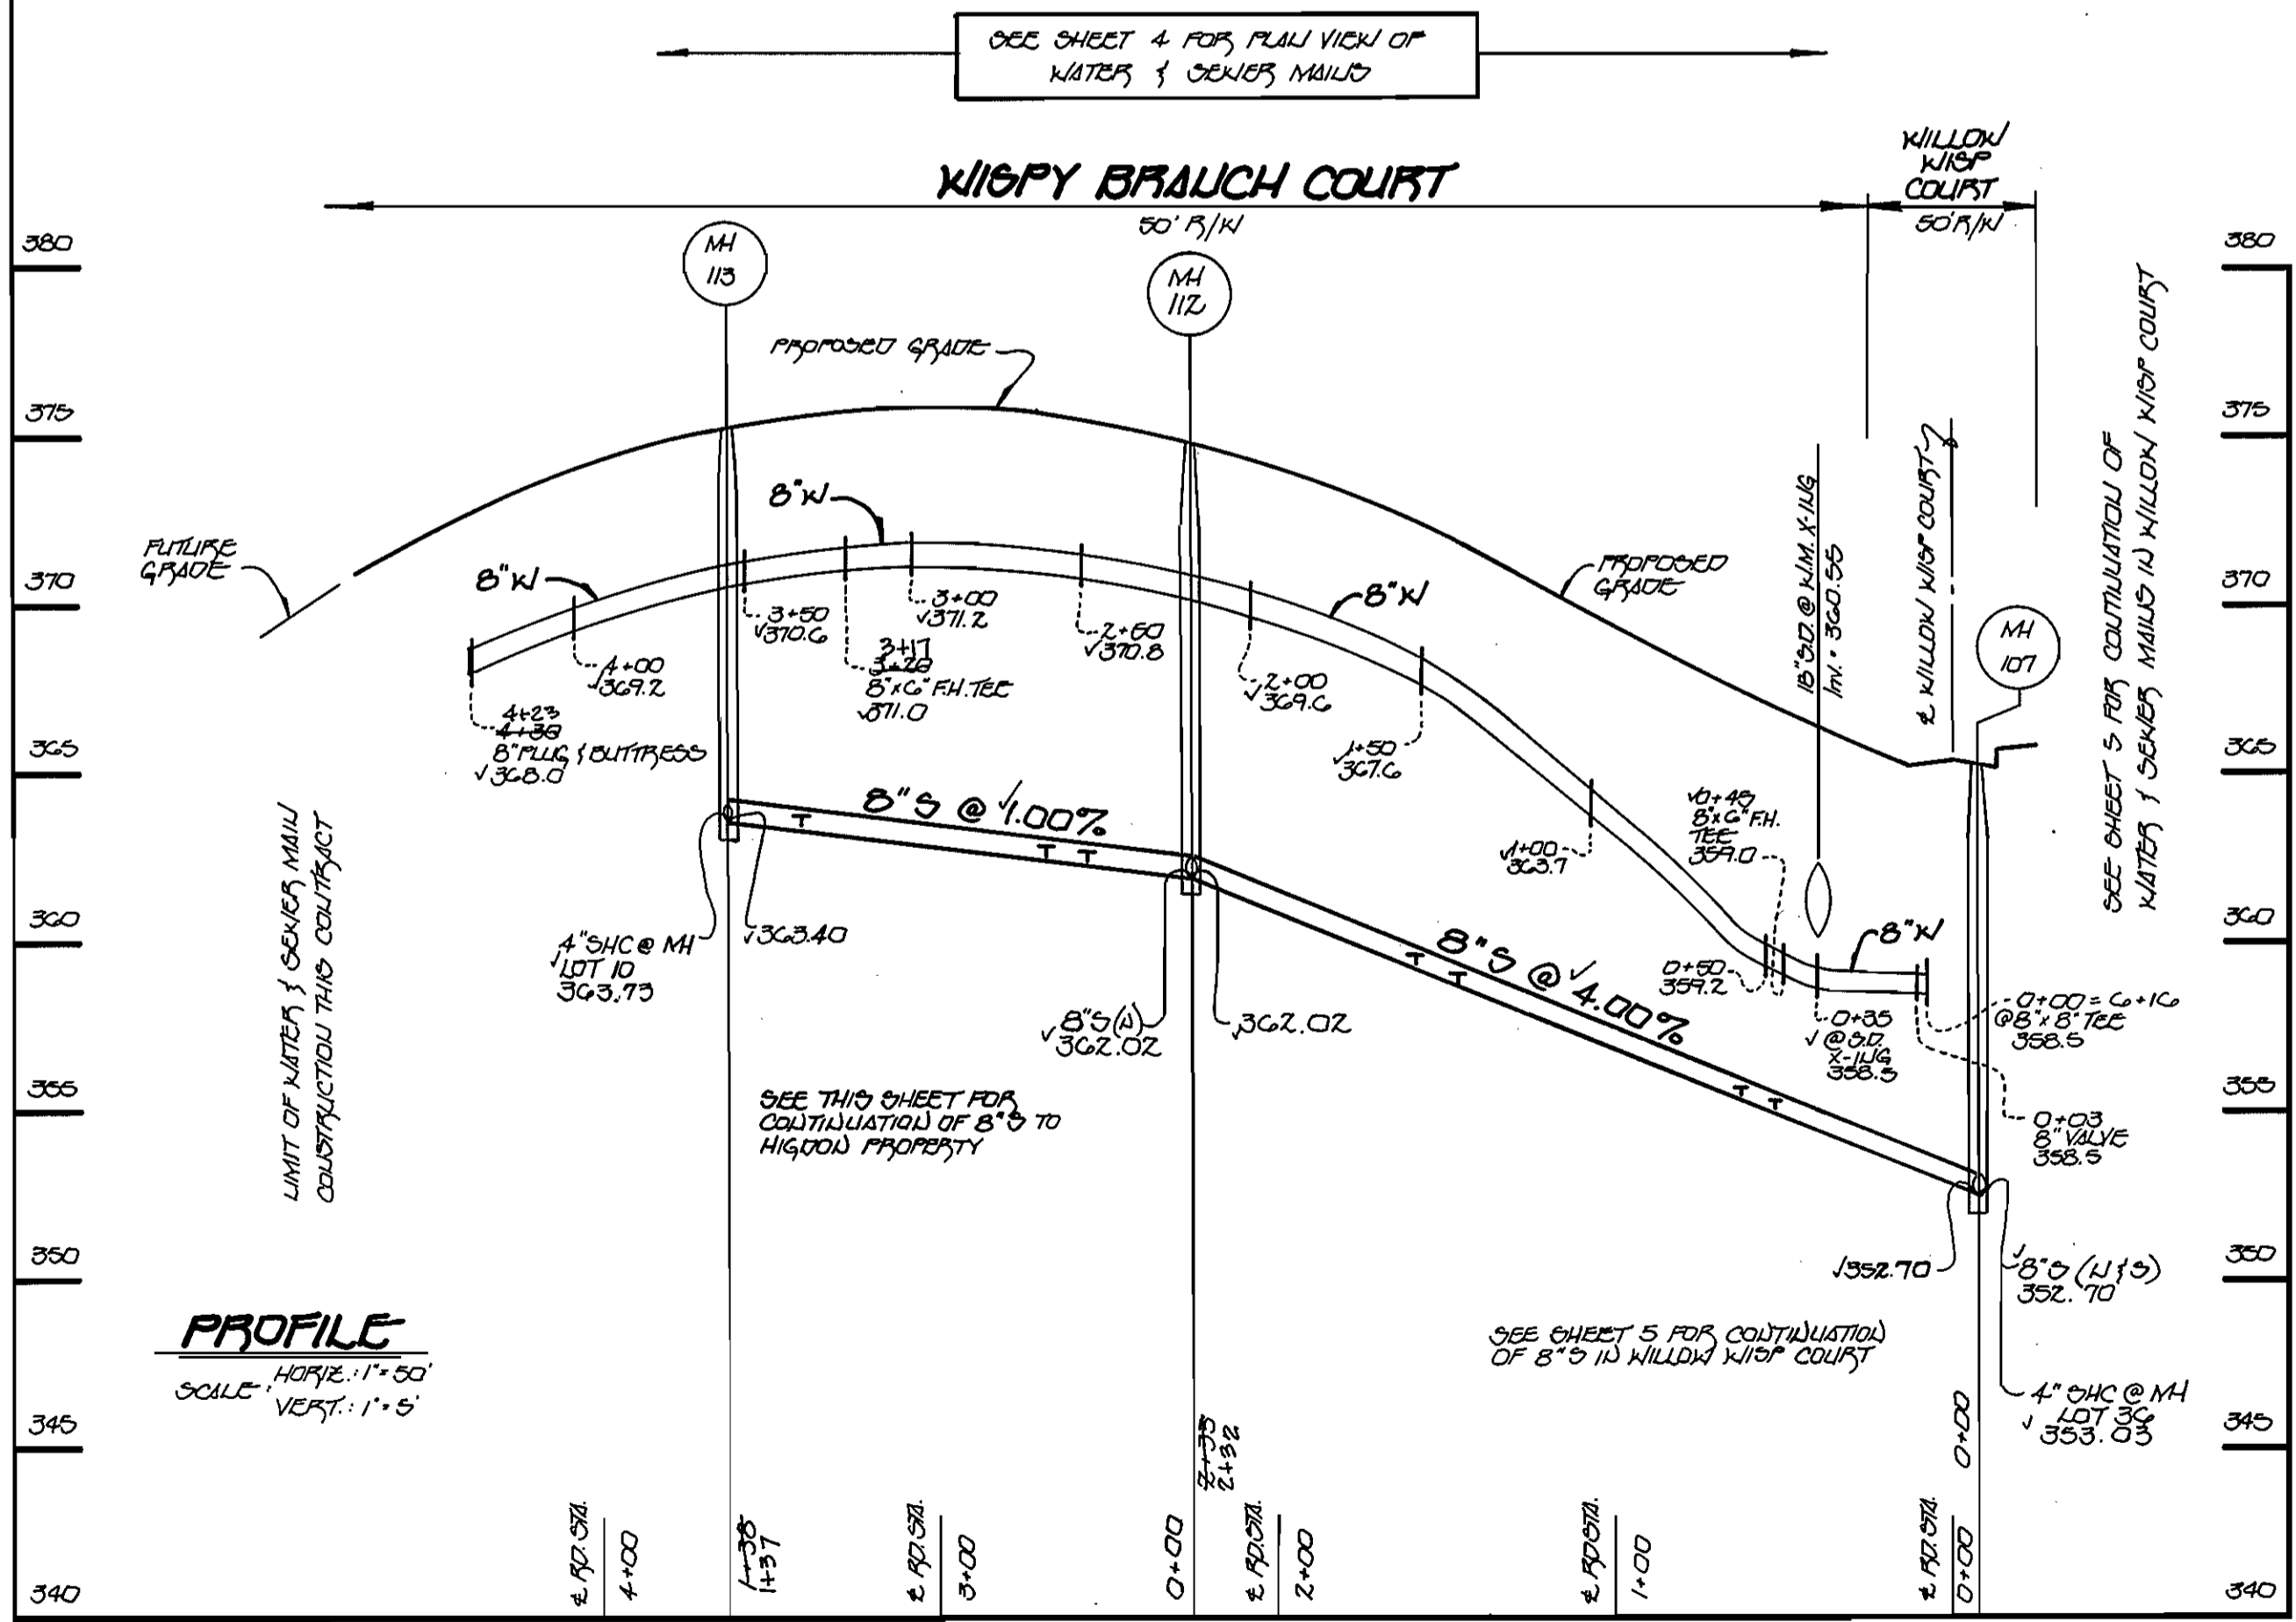 SEE SHEET 4 FOR PLAN VIEW OF
WATER & SEWER MAINS
WISPY BRANCH COURT
50' R/W
WILLOW
WISP
COURT
50' R/W
380
375
370
365
360
355
350
345
340
380
375
370
365
360
355
350
345
340
MH
113
MH
112
MH
107
PROPOSED GRADE
FUTURE
GRADE
8"W
8"W
8"W
PROPOSED
GRADE
8"W
18" S.D. @ W.M. X-ING
Inv. = 360.55
℄ WILLOW WISP COURT
SEE SHEET 5 FOR CONTINUATION OF
WATER & SEWER MAINS IN WILLOW WISP COURT
4+23
4+30
8" PLUG & BUTTRESS
√368.0
4+00
√369.2
3+50
√370.6
3+17
3+20
8"x6" F.H. TEE
√371.0
3+00
√371.2
2+50
√370.8
2+00
√369.6
1+50
√367.6
√1+00
363.7
√0+45
8"x6" F.H.
TEE
359.0
0+50
359.2
0+35
√ @ S.D.
X-ING
358.5
0+00 = 6+16
@ 8"x 8" TEE
358.5
0+03
8" VALVE
358.5
8" S @ √1.00%
T
T T
8" S @ √4.00%
T T
T T
LIMIT OF WATER & SEWER MAIN
CONSTRUCTION THIS CONTRACT
4" SHC @ MH
√LOT 10
363.73
√363.40
8"S (N)
√362.02
√362.02
SEE THIS SHEET FOR
CONTINUATION OF 8"S TO
HIGDON PROPERTY
√352.70
√8"S (N & S)
352.70
SEE SHEET 5 FOR CONTINUATION
OF 8"S IN WILLOW WISP COURT
4" SHC @ MH
√ LOT 36
353.03
PROFILE
SCALE: HORIZ.: 1"= 50'
VERT.: 1"= 5'
℄ RD. STA.
4+00
1+38
1+37
℄ RD. STA.
3+00
0+00
2+33
2+32
℄ RD. STA.
2+00
℄ RD. STA.
1+00
℄ RD. STA.
0+00
0+00